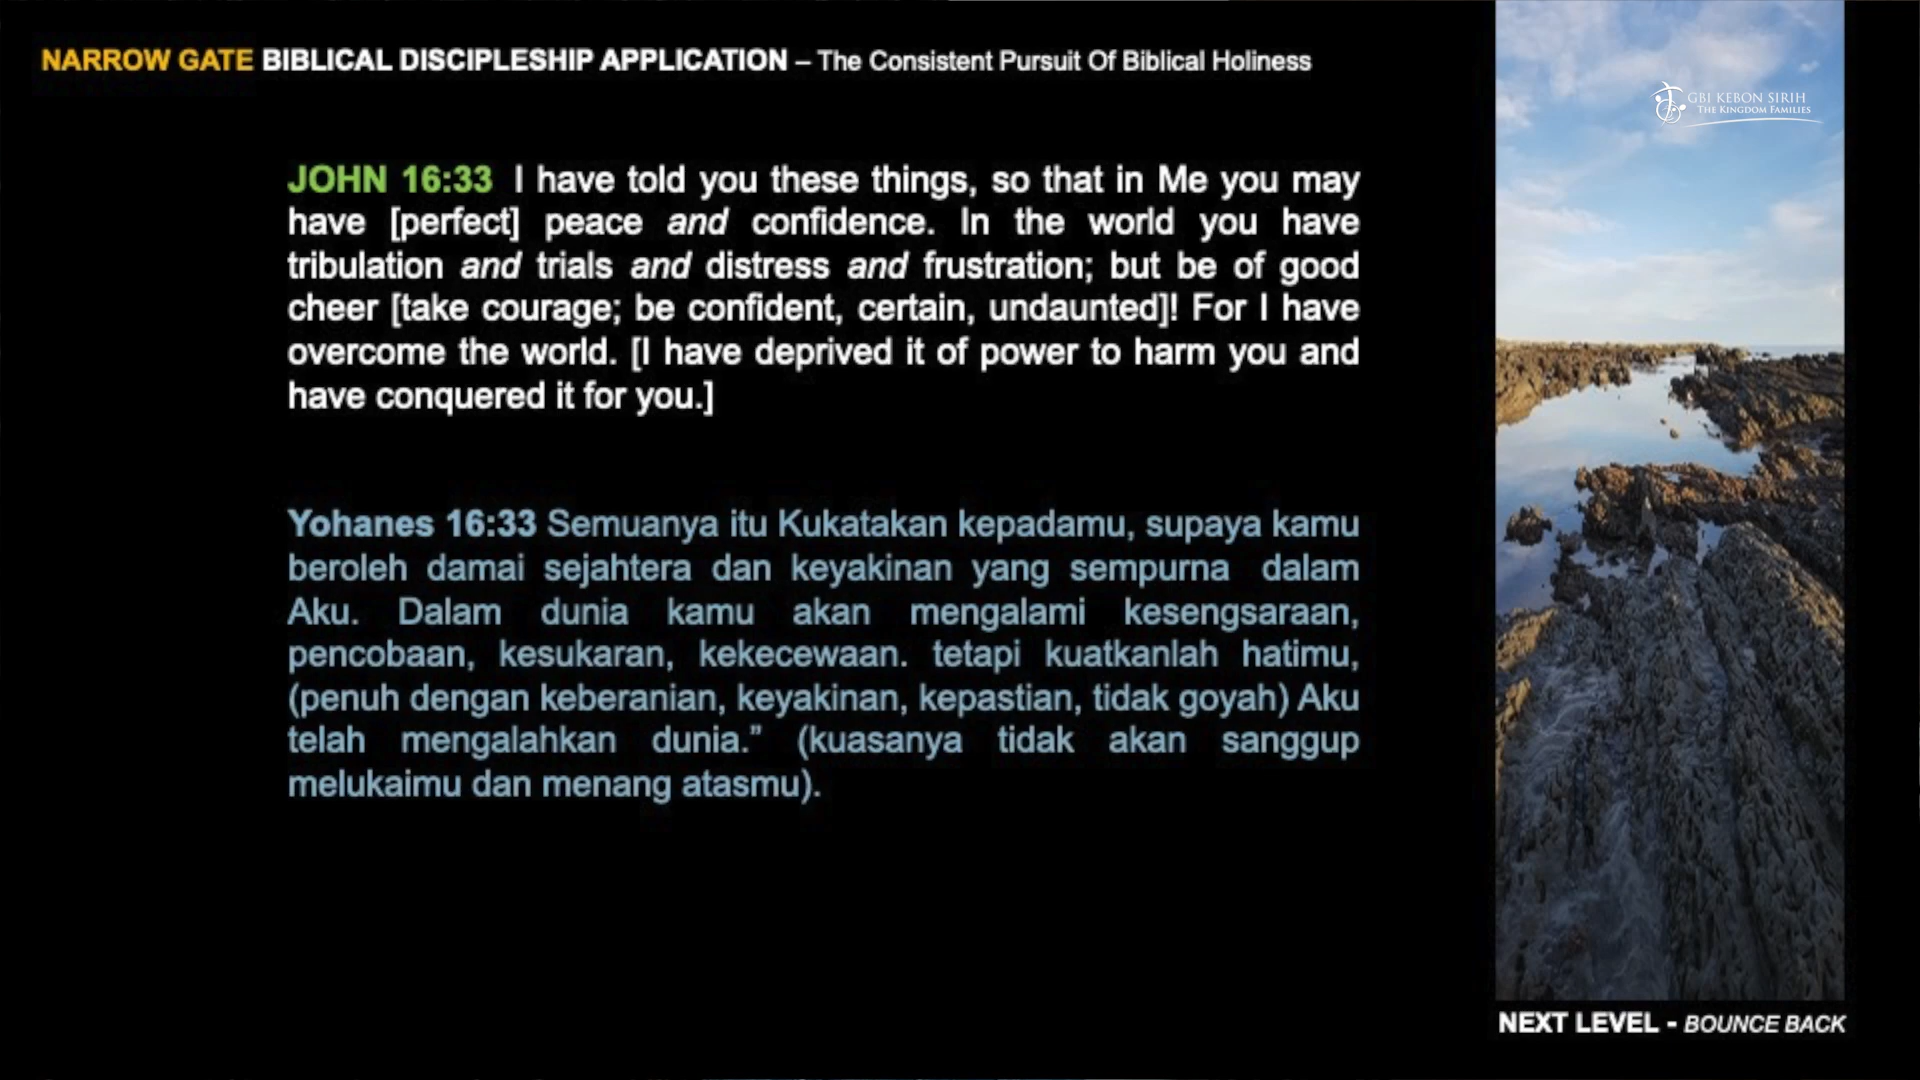 NARROW GATE BIBLICAL DISCIPLESHIP APPLICATION – The Consistent Pursuit Of Biblical Holiness
GBI KEBON SIRIH
THE KINGDOM FAMILIES
JOHN 16:33 I have told you these things, so that in Me you may
have [perfect] peace and confidence. In the world you have
tribulation and trials and distress and frustration; but be of good
cheer [take courage; be confident, certain, undaunted]! For I have
overcome the world. [I have deprived it of power to harm you and
have conquered it for you.]
Yohanes 16:33 Semuanya itu Kukatakan kepadamu, supaya kamu
beroleh damai sejahtera dan keyakinan yang sempurna dalam
Aku. Dalam dunia kamu akan mengalami kesengsaraan,
pencobaan, kesukaran, kekecewaan. tetapi kuatkanlah hatimu,
(penuh dengan keberanian, keyakinan, kepastian, tidak goyah) Aku
telah mengalahkan dunia.” (kuasanya tidak akan sanggup
melukaimu dan menang atasmu).
NEXT LEVEL - BOUNCE BACK